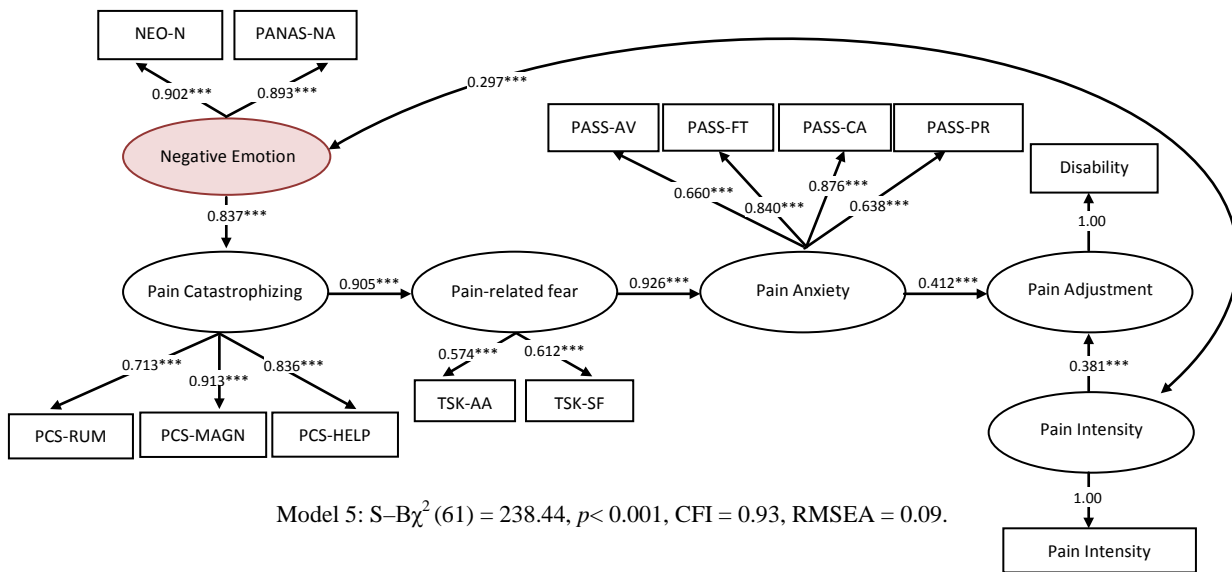 NEO-N
PANAS-NA
0.297***
0.902***
0.893***
PASS-AV
PASS-FT
PASS-CA
PASS-PR
Negative Emotion
Disability
0.660***
0.840***
0.876***
0.638***
0.837***
1.00
Pain Catastrophizing
0.905***
Pain-related fear
0.926***
Pain Anxiety
0.412***
Pain Adjustment
0.713***
0.913***
0.836***
0.574***
0.612***
0.381***
TSK-AA
TSK-SF
PCS-RUM
PCS-MAGN
PCS-HELP
Pain Intensity
1.00
Model 5: S–Bχ² (61) = 238.44, p< 0.001, CFI = 0.93, RMSEA = 0.09.
Pain Intensity